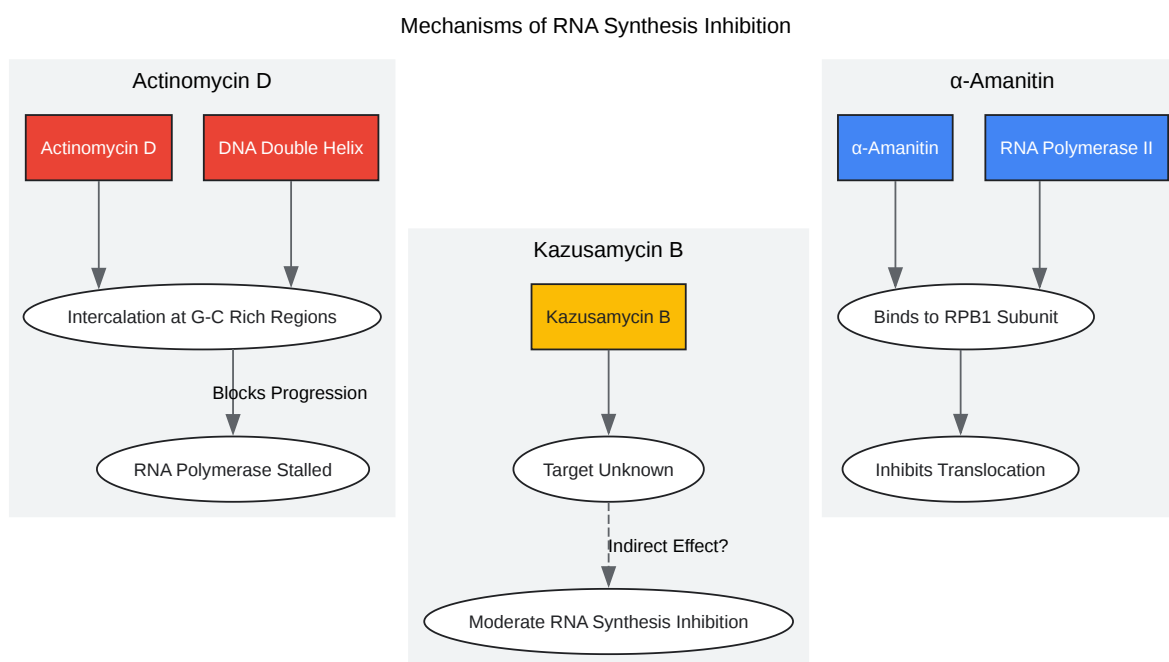 Mechanisms of RNA Synthesis Inhibition
Actinomycin D
Actinomycin D
DNA Double Helix
Intercalation at G-C Rich Regions
Blocks Progression
RNA Polymerase Stalled
Kazusamycin B
Kazusamycin B
Target Unknown
Indirect Effect?
Moderate RNA Synthesis Inhibition
α-Amanitin
α-Amanitin
RNA Polymerase II
Binds to RPB1 Subunit
Inhibits Translocation